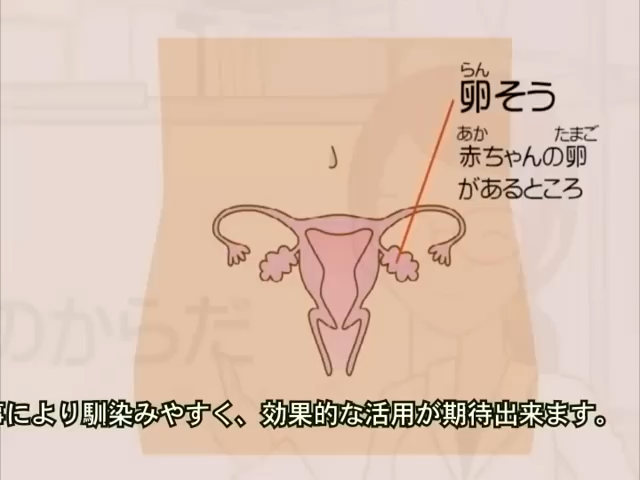 らん
卵そう
あか たまご
赤ちゃんの卵
があるところ
のからだ
により馴染みやすく、効果的な活用が期待出来ます。